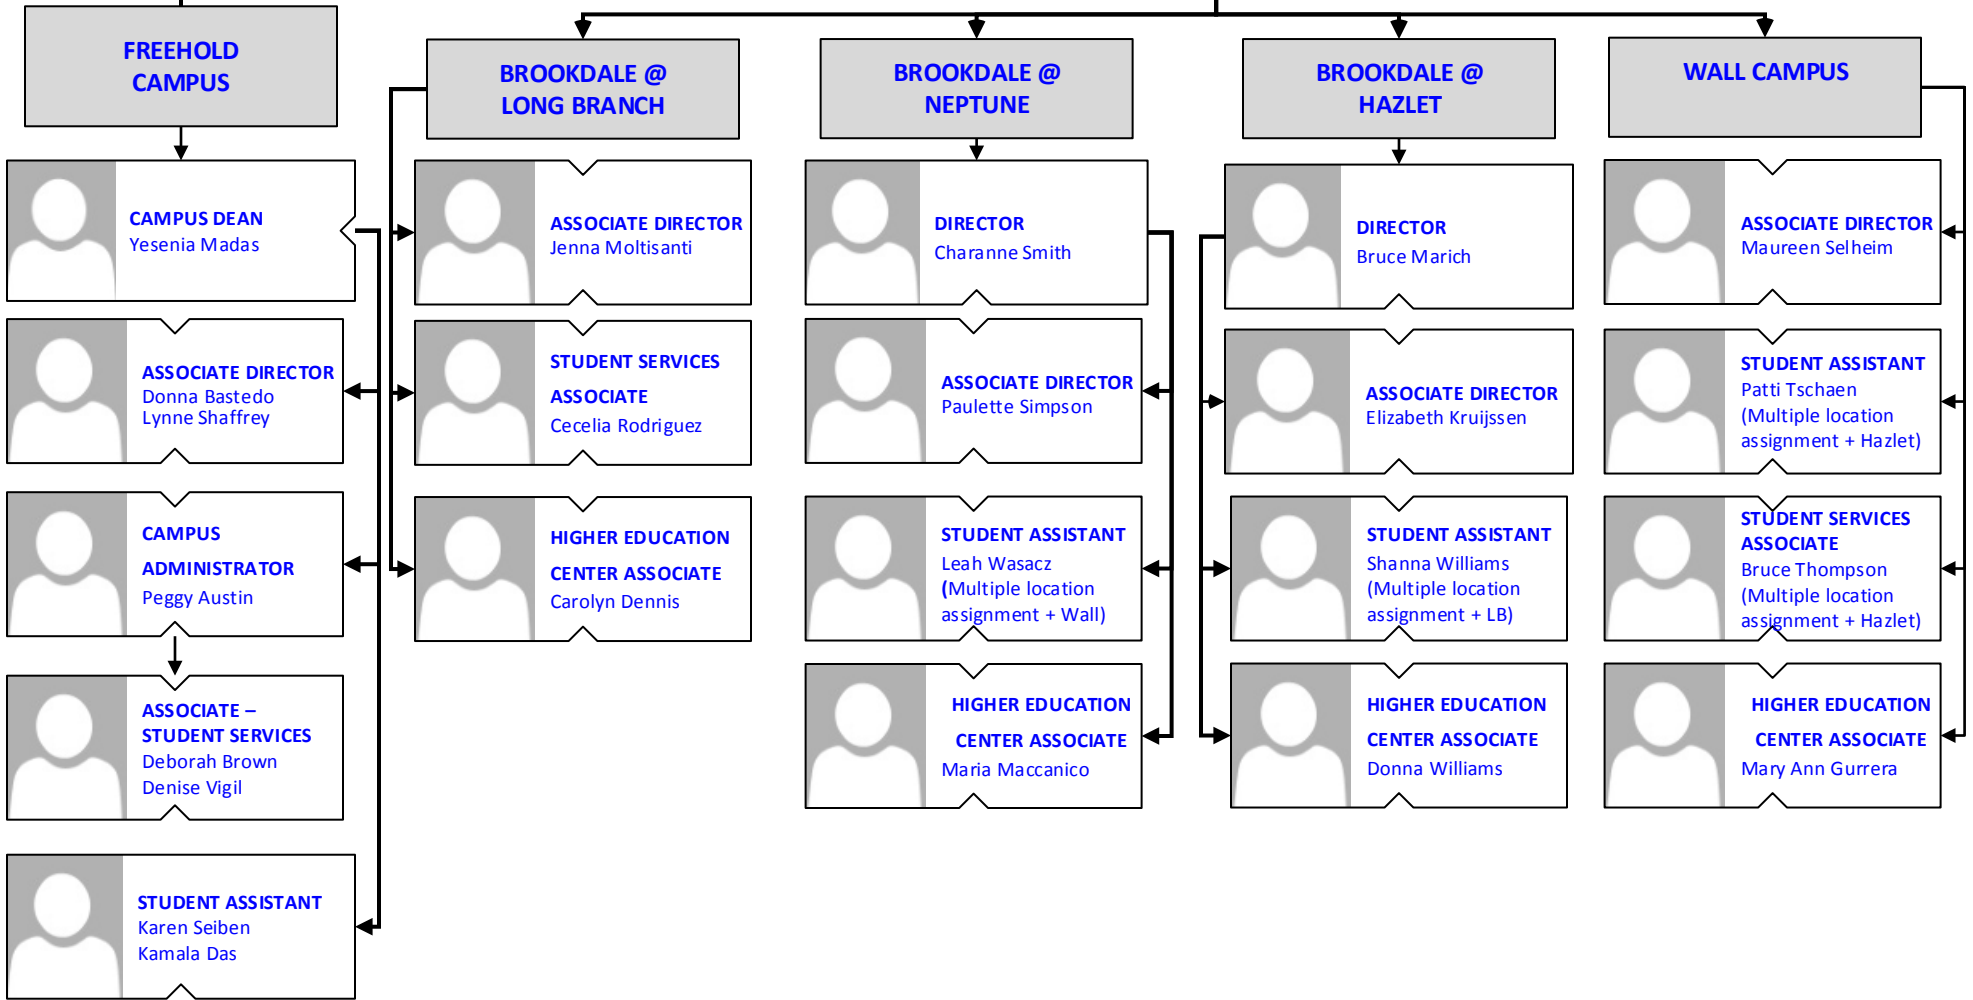 FREEHOLD
CAMPUS
CAMPUS DEAN
Yesenia Madas
ASSOCIATE DIRECTOR
Donna Bastedo
Lynne Shaffrey
CAMPUS
ADMINISTRATOR
Peggy Austin
ASSOCIATE –
STUDENT SERVICES
Deborah Brown
Denise Vigil
STUDENT ASSISTANT
Karen Seiben
Kamala Das
BROOKDALE @
LONG BRANCH
ASSOCIATE DIRECTOR
Jenna Moltisanti
STUDENT SERVICES
ASSOCIATE
Cecelia Rodriguez
HIGHER EDUCATION
CENTER ASSOCIATE
Carolyn Dennis
BROOKDALE @
NEPTUNE
DIRECTOR
Charanne Smith
ASSOCIATE DIRECTOR
Paulette Simpson
STUDENT ASSISTANT
Leah Wasacz
(Multiple location
assignment + Wall)
HIGHER EDUCATION
CENTER ASSOCIATE
Maria Maccanico
BROOKDALE @
HAZLET
DIRECTOR
Bruce Marich
ASSOCIATE DIRECTOR
Elizabeth Kruijssen
STUDENT ASSISTANT
Shanna Williams
(Multiple location
assignment + LB)
HIGHER EDUCATION
CENTER ASSOCIATE
Donna Williams
WALL CAMPUS
ASSOCIATE DIRECTOR
Maureen Selheim
STUDENT ASSISTANT
Patti Tschaen
(Multiple location
assignment + Hazlet)
STUDENT SERVICES
ASSOCIATE
Bruce Thompson
(Multiple location
assignment + Hazlet)
HIGHER EDUCATION
CENTER ASSOCIATE
Mary Ann Gurrera